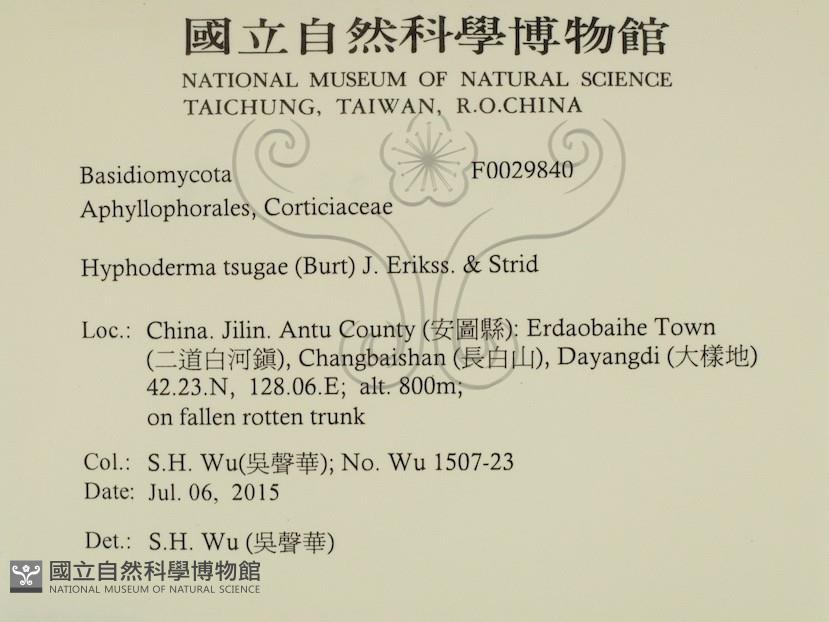 國立自然科學博物館
NATIONAL MUSEUM OF NATURAL SCIENCE
TAICHUNG, TAIWAN, R.O.CHINA
Basidiomycota F0029840
Aphyllophorales, Corticiaceae
Hyphoderma tsugae (Burt) J. Erikss. & Strid
Loc.: China. Jilin. Antu County (安圖縣): Erdaobaihe Town
(二道白河鎮), Changbaishan (長白山), Dayangdi (大樣地)
42.23.N, 128.06.E; alt. 800m;
on fallen rotten trunk
Col.: S.H. Wu(吳聲華); No. Wu 1507-23
Date: Jul. 06, 2015
Det.: S.H. Wu (吳聲華)
國立自然科學博物館
NATIONAL MUSEUM OF NATURAL SCIENCE